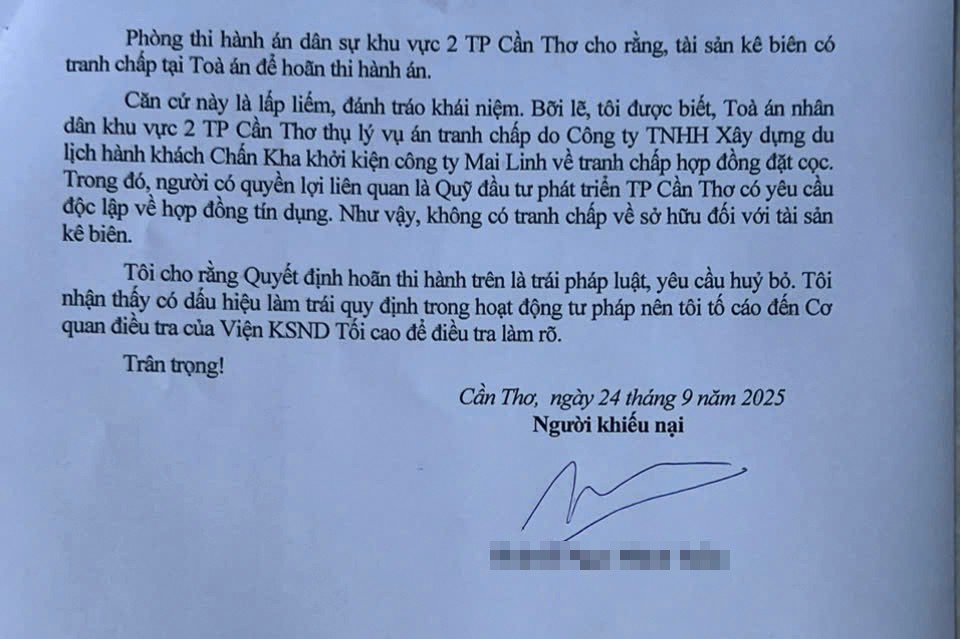 Phòng thi hành án dân sự khu vực 2 TP Cần Thơ cho rằng, tài sản kê biên có
tranh chấp tại Toà án để hoãn thi hành án.
Căn cứ này là lấp liếm, đánh tráo khái niệm. Bỡi lẽ, tôi được biết, Toà án nhân
dân khu vực 2 TP Cần Thơ thụ lý vụ án tranh chấp do Công ty TNHH Xây dựng du
lịch hành khách Chấn Kha khởi kiện công ty Mai Linh về tranh chấp hợp đồng đặt cọc.
Trong đó, người có quyền lợi liên quan là Quỹ đầu tư phát triển TP Cần Thơ có yêu cầu
độc lập về hợp đồng tín dụng. Như vậy, không có tranh chấp về sở hữu đối với tài sản
kê biên.
Tôi cho rằng Quyết định hoãn thi hành trên là trái pháp luật, yêu cầu huỷ bỏ. Tôi
nhận thấy có dấu hiệu làm trái quy định trong hoạt động tư pháp nên tôi tố cáo đến Cơ
quan điều tra của Viện KSND Tối cao để điều tra làm rõ.
Trân trọng!
Cần Thơ, ngày 24 tháng 9 năm 2025
Người khiếu nại